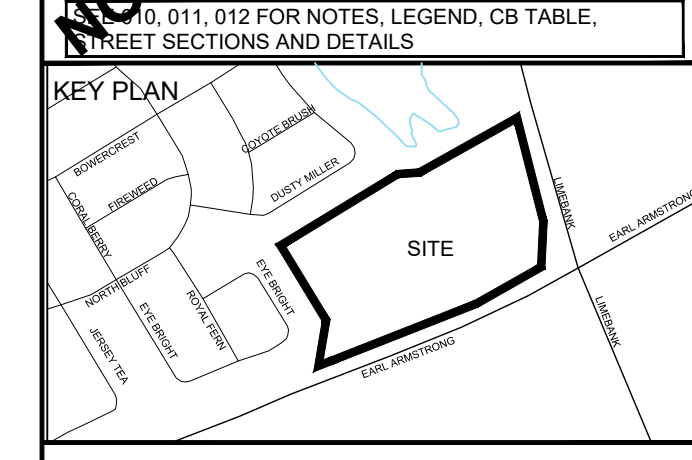 SEE 010, 011, 012 FOR NOTES, LEGEND, CB TABLE,
STREET SECTIONS AND DETAILS
KEY PLAN
COYOTE BRUSH
BOWERCREST
DUSTY MILLER
FIREWEED
CORAL BERRY
LIMEBANK
EARL ARMSTRONG
SITE
NORTH BLUFF
EYE BRIGHT
EYE BRIGHT
ROYAL FERN
LIMEBANK
JERSEY TEA
EARL ARMSTRONG